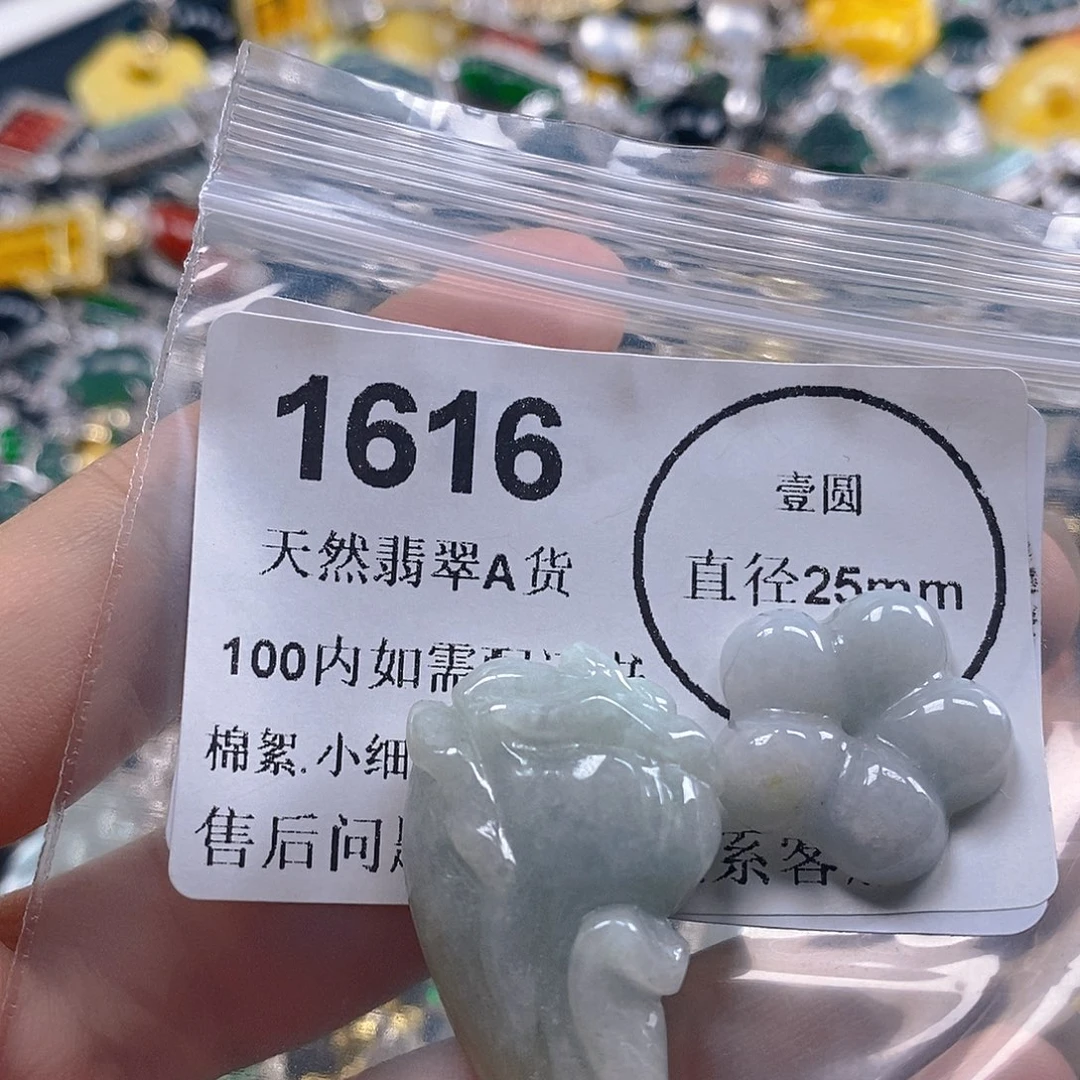 1616
天然翡翠A货
壹圆
直径25mm
100内如需
棉絮.小细
售后问
系客